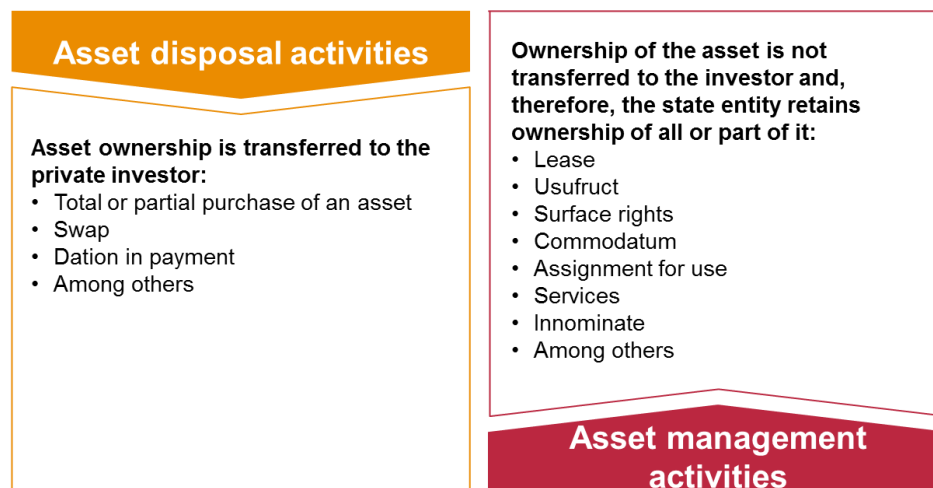 Asset disposal activities
Asset ownership is transferred to the
private investor:
• Total or partial purchase of an asset
• Swap
• Dation in payment
• Among others
Ownership of the asset is not
transferred to the investor and,
therefore, the state entity retains
ownership of all or part of it:
• Lease
• Usufruct
• Surface rights
• Commodatum
• Assignment for use
• Services
• Innominate
• Among others
Asset management
activities